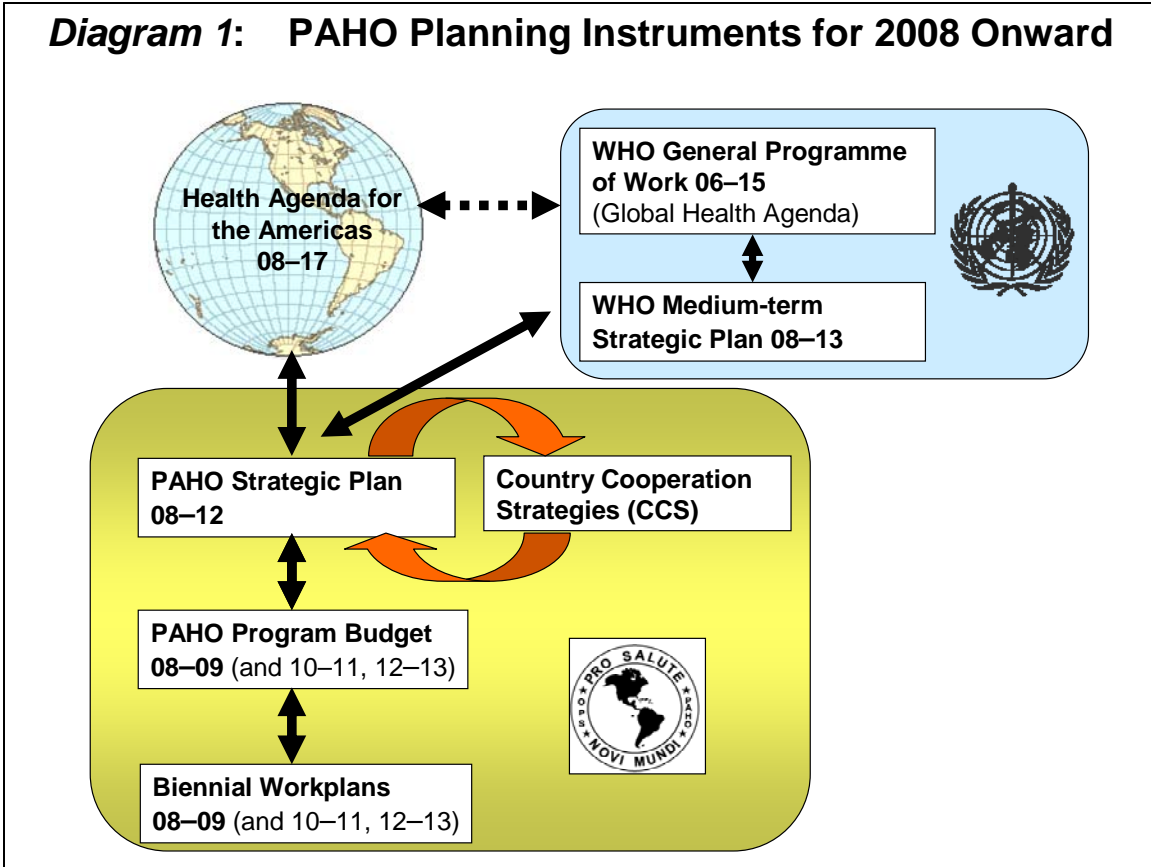 Diagram 1: PAHO Planning Instruments for 2008 Onward
Health Agenda for
the Americas
08–17
WHO General Programme
of Work 06–15
(Global Health Agenda)
WHO Medium-term
Strategic Plan 08–13
PAHO Strategic Plan
08–12
Country Cooperation
Strategies (CCS)
PAHO Program Budget
08–09 (and 10–11, 12–13)
PRO SALUTE
OPS
PAHO
NOVI MUNDI
Biennial Workplans
08–09 (and 10–11, 12–13)